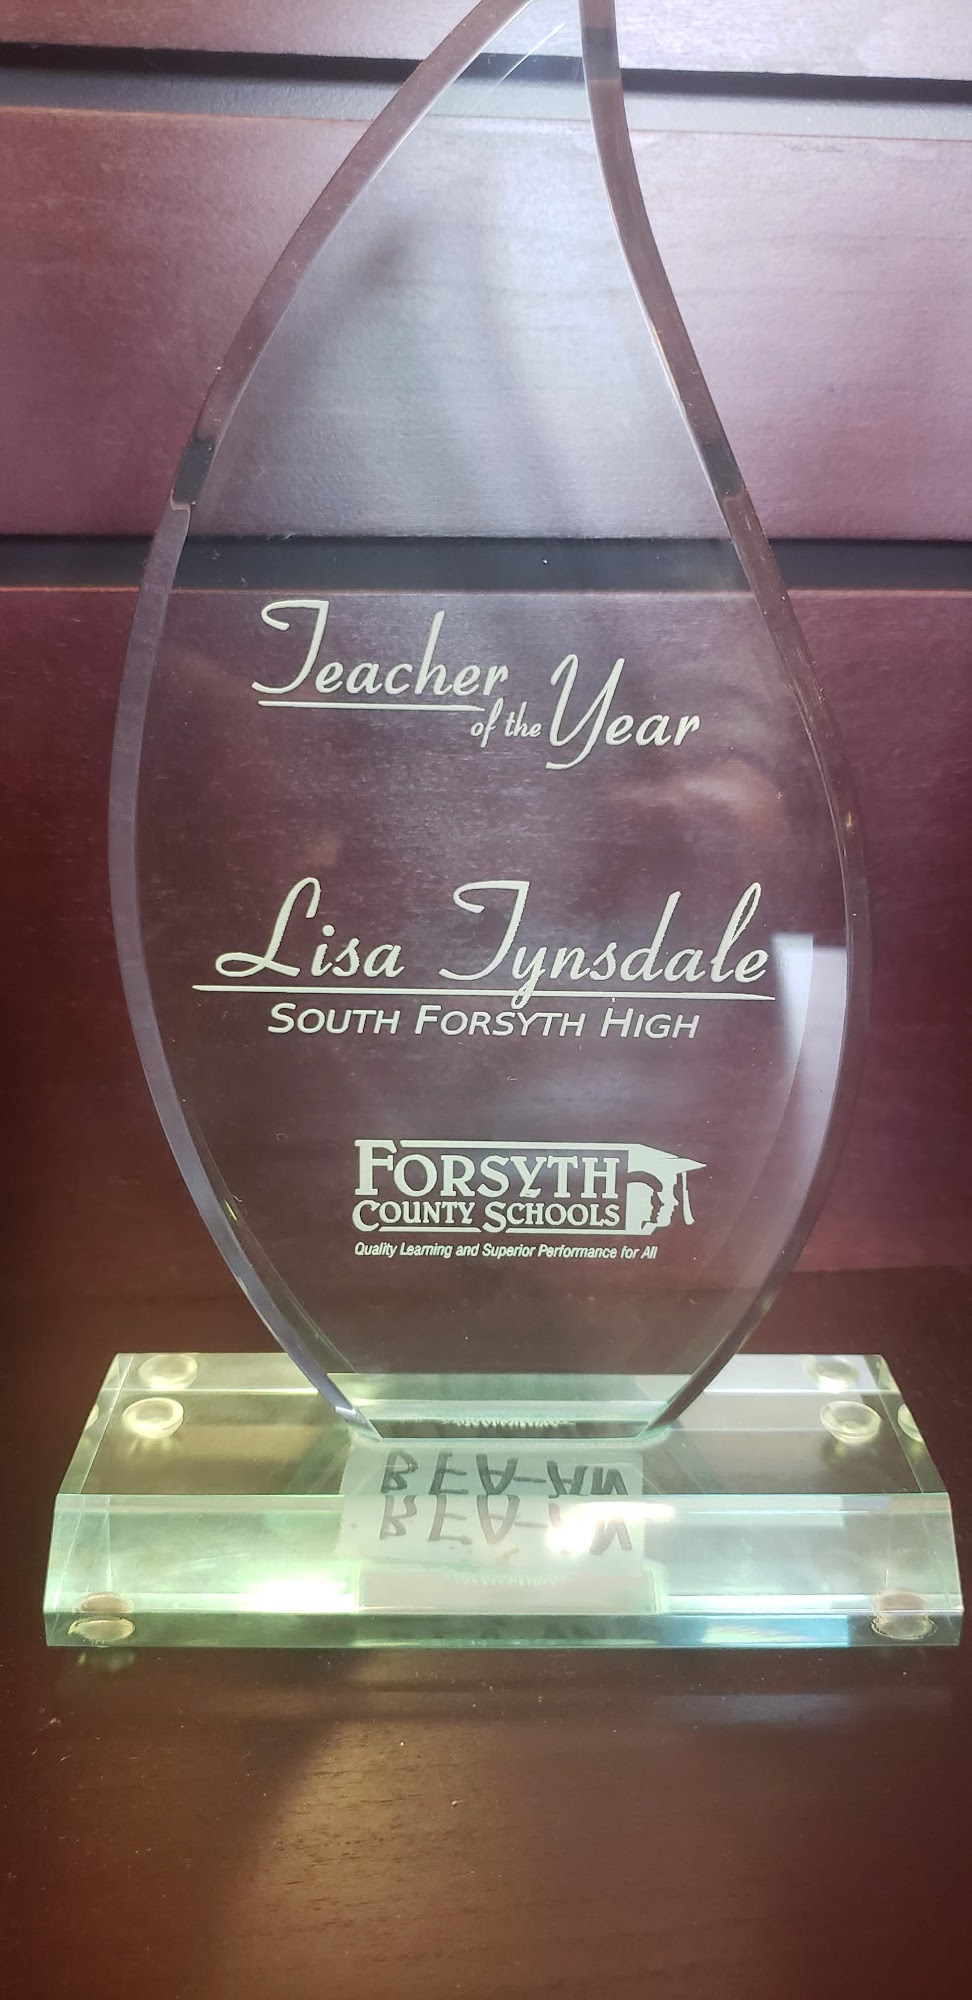 Teacher
of the Year
Lisa Tynsdale
SOUTH FORSYTH HIGH
FORSYTH
COUNTY SCHOOLS
Quality Learning and Superior Performance for All